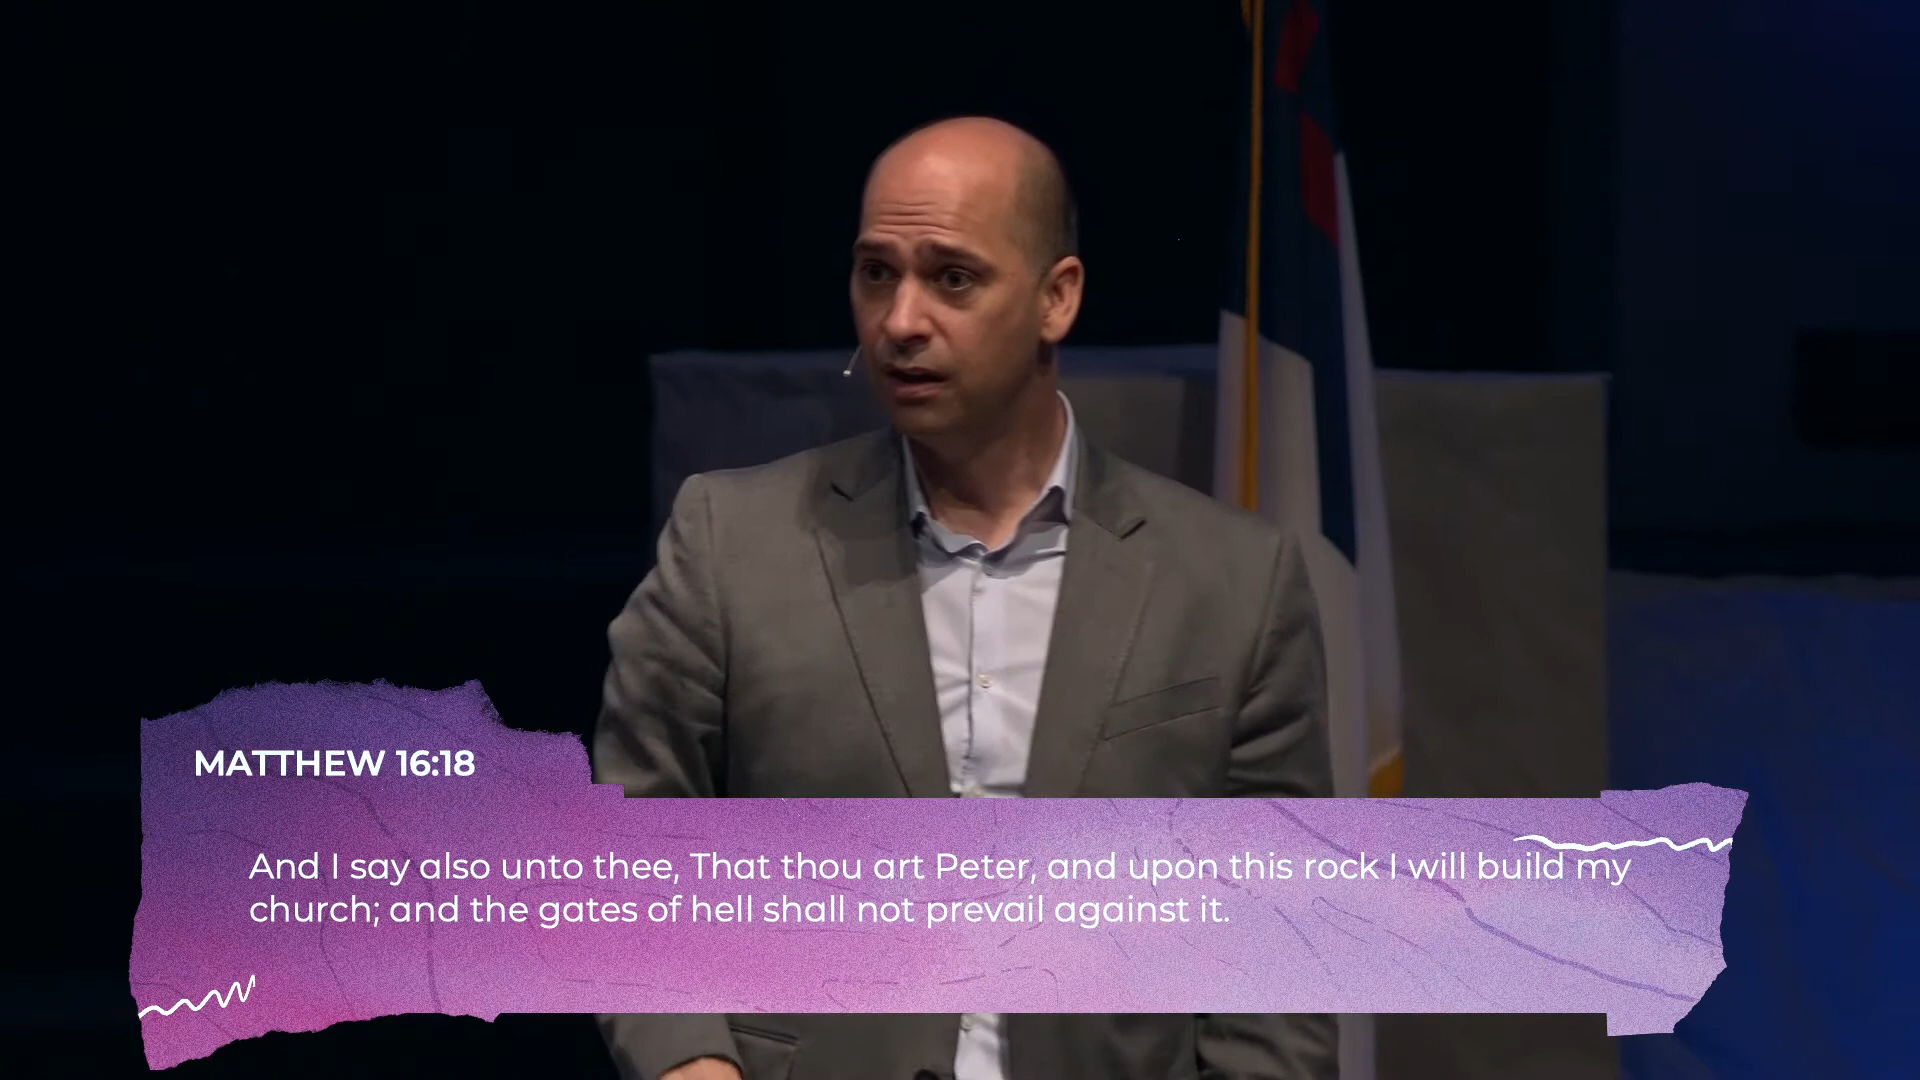 MATTHEW 16:18
And I say also unto thee, That thou art Peter, and upon this rock I will build my
church; and the gates of hell shall not prevail against it.